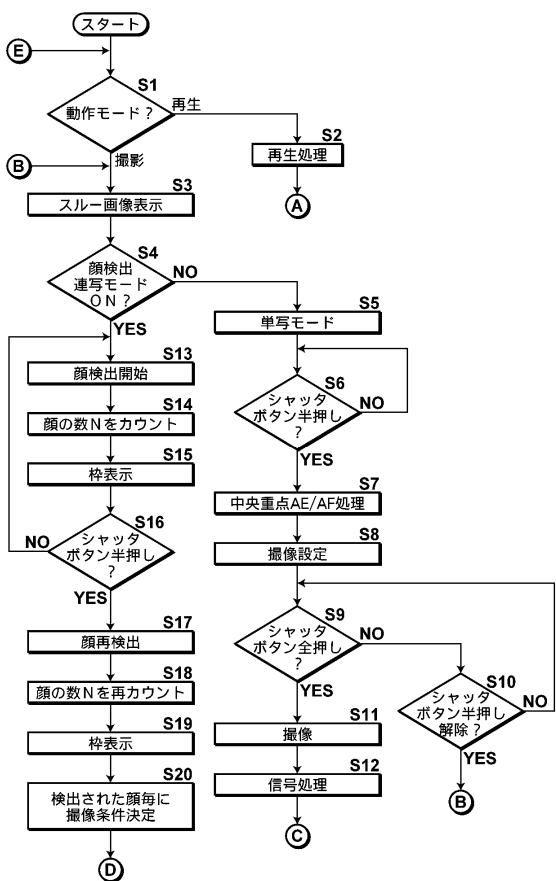 スタート
E
S1
動作モード？
再生
撮影
S2
再生処理
A
B
S3
スルー画像表示
S4
顔検出
連写モード
ＯＮ？
NO
YES
S5
単写モード
S6
シャッタ
ボタン半押し
？
NO
YES
S7
中央重点AE/AF処理
S8
撮像設定
S9
シャッタ
ボタン全押し
？
NO
YES
S10
シャッタ
ボタン半押し
解除？
NO
YES
B
S11
撮像
S12
信号処理
C
S13
顔検出開始
S14
顔の数Ｎをカウント
S15
枠表示
S16
シャッタ
ボタン半押し
？
NO
YES
S17
顔再検出
S18
顔の数Ｎを再カウント
S19
枠表示
S20
検出された顔毎に
撮像条件決定
D